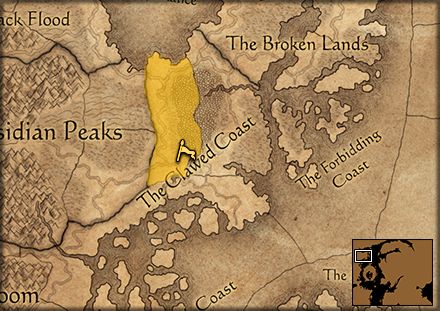 ack Flood
The Broken Lands
sidian Peaks
The Clawed Coast
The Forbidding
Coast
The
oom
Coast